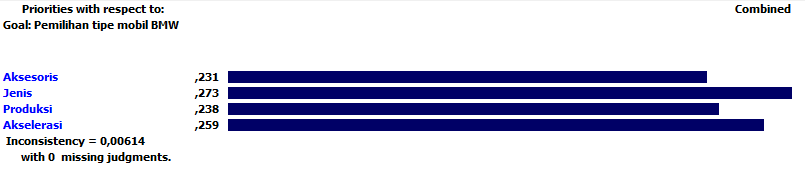 Priorities with respect to: Combined
Goal: Pemilihan tipe mobil BMW
Aksesoris ,231
Jenis ,273
Produksi ,238
Akselerasi ,259
Inconsistency = 0,00614
with 0 missing judgments.